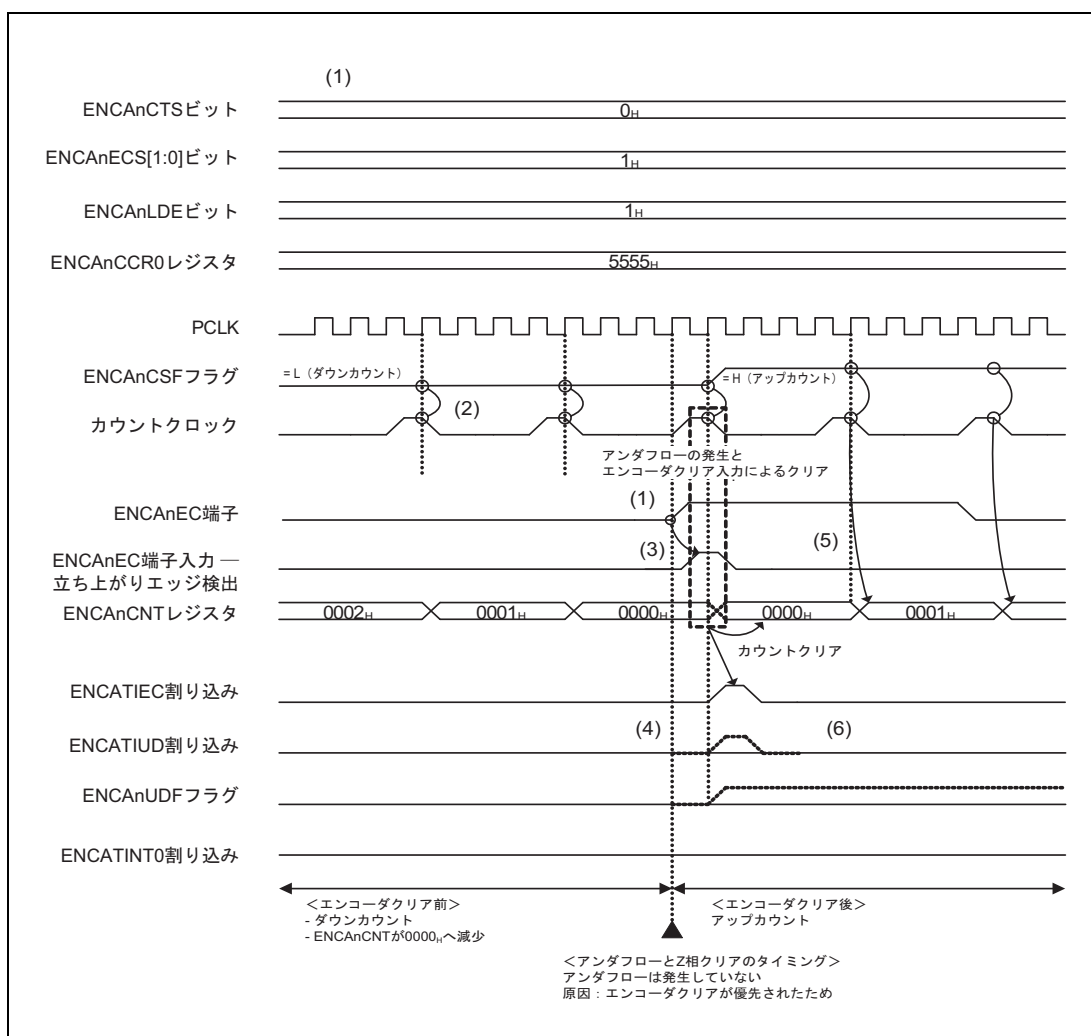 (1)
ENCAnCTSビット
0H
ENCAnECS[1:0]ビット
1H
ENCAnLDEビット
1H
ENCAnCCR0レジスタ
5555H
PCLK
ENCAnCSFフラグ
= L（ダウンカウント）
= H（アップカウント）
(2)
カウントクロック
アンダフローの発生と
エンコーダクリア入力によるクリア
(1)
ENCAnEC端子
(3)
(5)
ENCAnEC端子入力 —
立ち上がりエッジ検出
ENCAnCNTレジスタ
0002H
0001H
0000H
0000H
0001H
カウントクリア
ENCATIEC割り込み
(4)
(6)
ENCATIUD割り込み
ENCAnUDFフラグ
ENCATINT0割り込み
＜エンコーダクリア前＞
- ダウンカウント
- ENCAnCNTが0000Hへ減少
＜エンコーダクリア後＞
アップカウント
＜アンダフローとZ相クリアのタイミング＞
アンダフローは発生していない
原因：エンコーダクリアが優先されたため